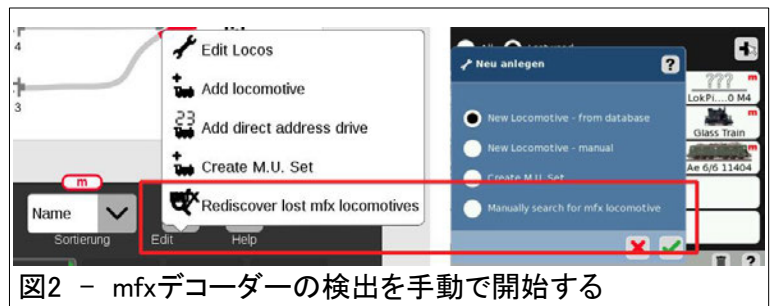 4
3
Edit Locos
Add locomotive
23
Add direct address drive
Create M.U. Set
Rediscover lost mfx locomotives
m
Name
Sortierung
Edit
Help
Neu anlegen
?
New Locomotive - from database
New Locomotive - manual
Create M.U. Set
Manually search for mfx locomotive
???
m
LokPi....0 M4
m
Glass Train
m
Ae 6/6 11404
?
図2 - mfxデコーダーの検出を手動で開始する